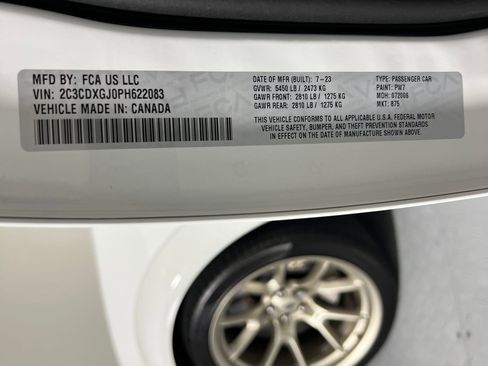 MFD BY: FCA US LLC
VIN: 2C3CDXGJ0PH622083
VEHICLE MADE IN: CANADA
DATE OF MFR (BUILT): 7-23
GVWR: 5450 LB / 2473 KG
GAWR FRONT: 2810 LB / 1275 KG
GAWR REAR: 2810 LB / 1275 KG
TYPE: PASSENGER CAR
PAINT: PW7
MDH: 072006
MKT: B75
THIS VEHICLE CONFORMS TO ALL APPLICABLE U.S.A. FEDERAL MOTOR
VEHICLE SAFETY, BUMPER, AND THEFT PREVENTION STANDARDS IN
EFFECT ON THE DATE OF MANUFACTURE SHOWN ABOVE.